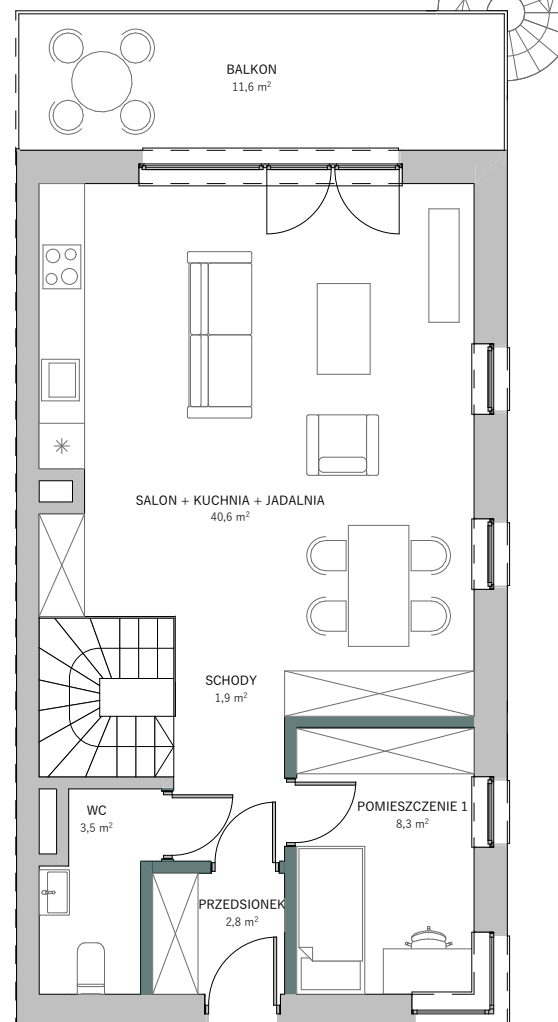 BALKON
11,6 m²
SALON + KUCHNIA + JADALNIA
40,6 m²
SCHODY
1,9 m²
WC
3,5 m²
POMIESZCZENIE 1
8,3 m²
PRZEDSIONEK
2,8 m²